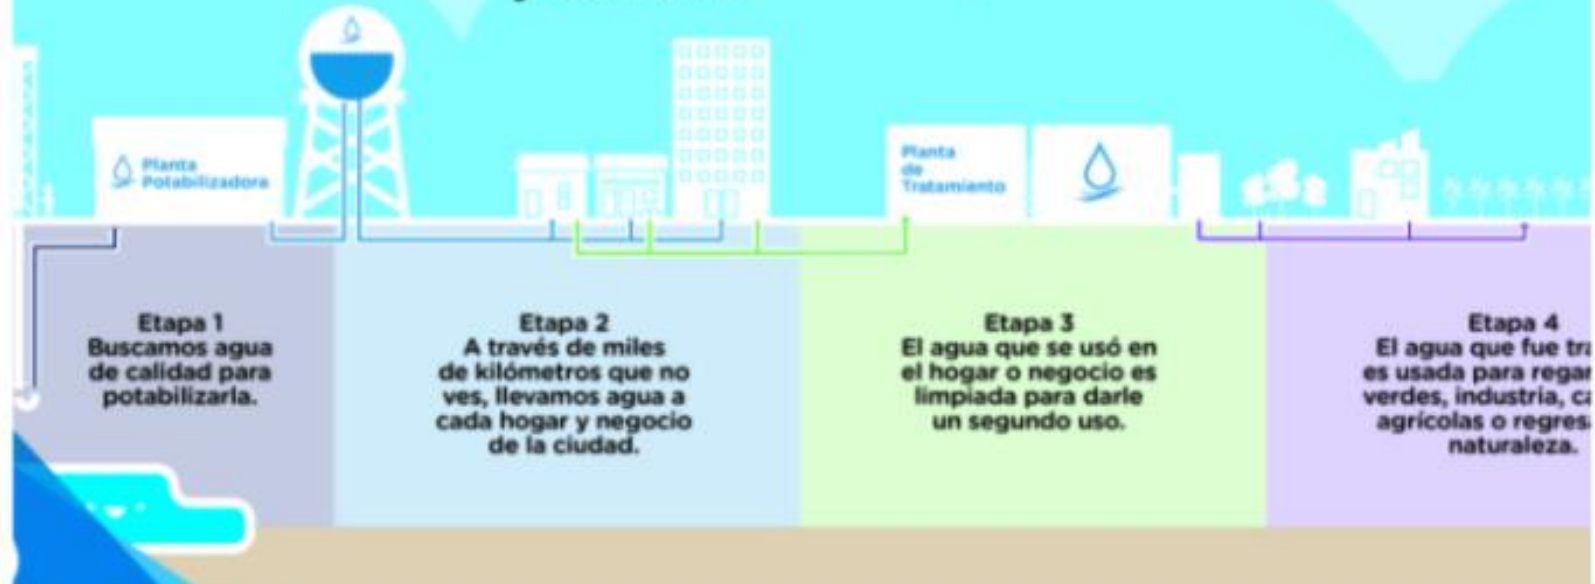 Planta
Potabilizadora
Planta
de
Tratamiento
Etapa 1
Buscamos agua
de calidad para
potabilizarla.
Etapa 2
A través de miles
de kilómetros que no
ves, llevamos agua a
cada hogar y negocio
de la ciudad.
Etapa 3
El agua que se usó en
el hogar o negocio es
limpiada para darle
un segundo uso.
Etapa 4
El agua que fue
es usada para regar
verdes, industria,
agrícolas o
naturaleza.